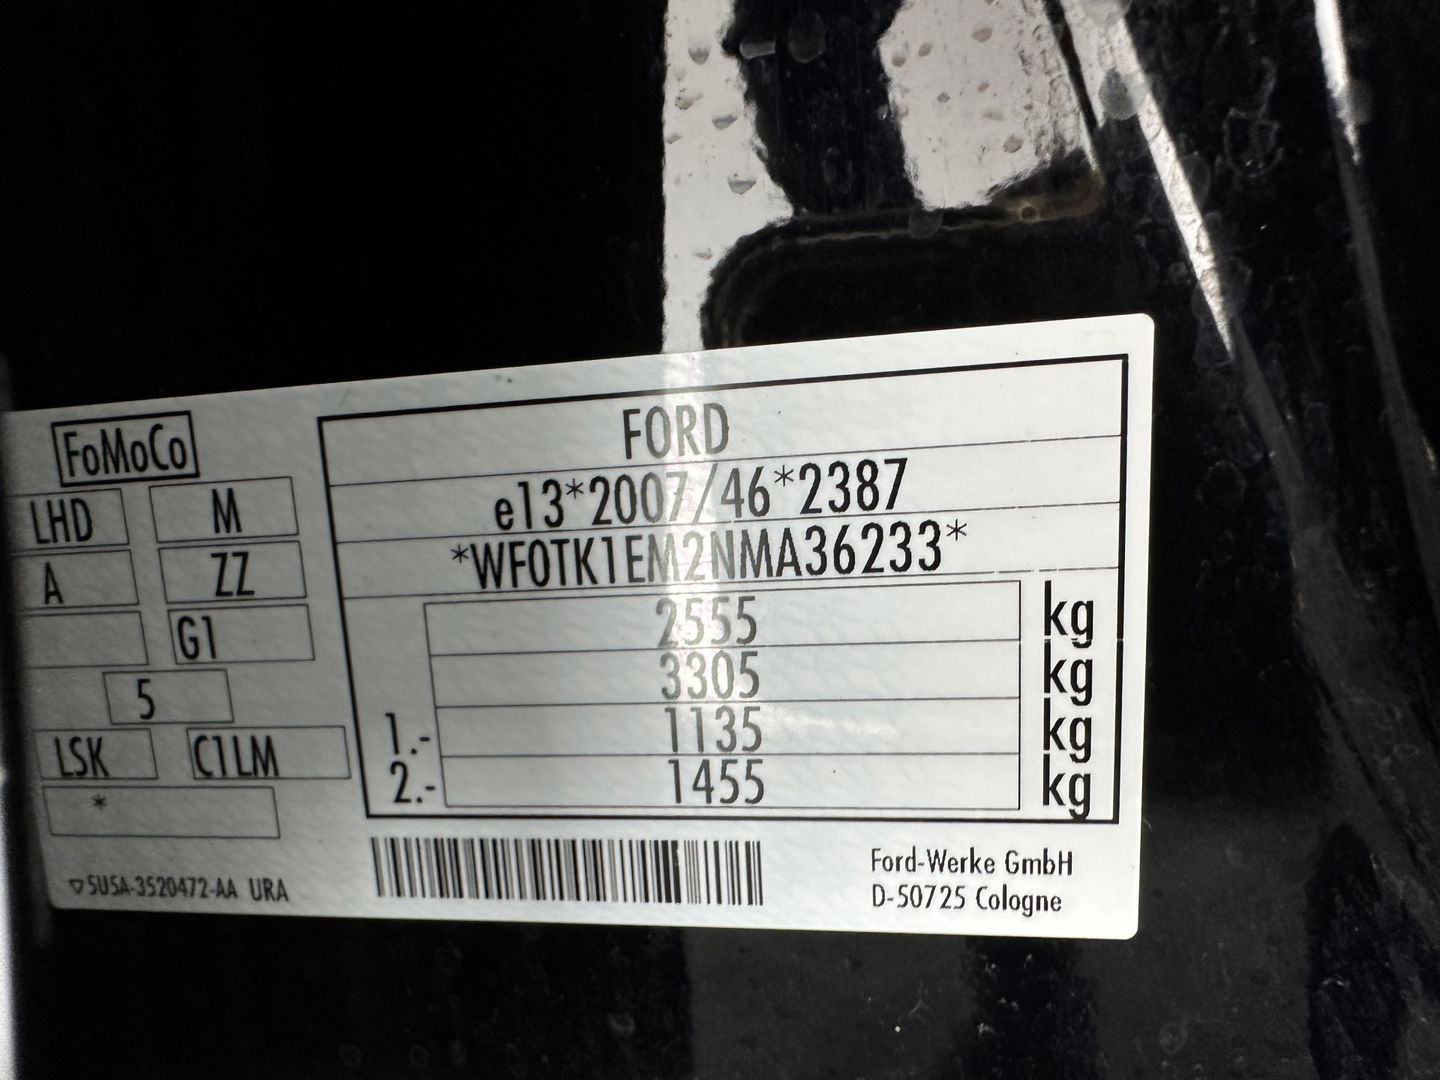 FoMoCo
LHD M
A ZZ
G1
5
LSK C1LM
*
SU5A-3520472-AA URA
FORD
e13*2007/46*2387
*WF0TK1EM2NMA36233*
2555 kg
3305 kg
1.- 1135 kg
2.- 1455 kg
Ford-Werke GmbH
D-50725 Cologne